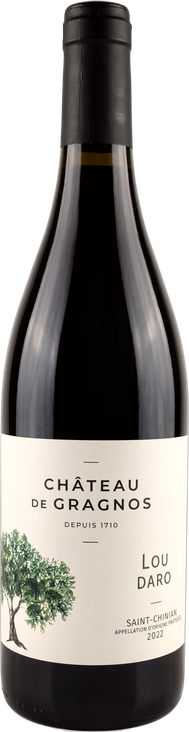 CHÂTEAU
DE GRAGNOS
DEPUIS 1710
LOU
DARO
SAINT-CHINIAN
APPELLATION D'ORIGINE PROTÉGÉE
2022